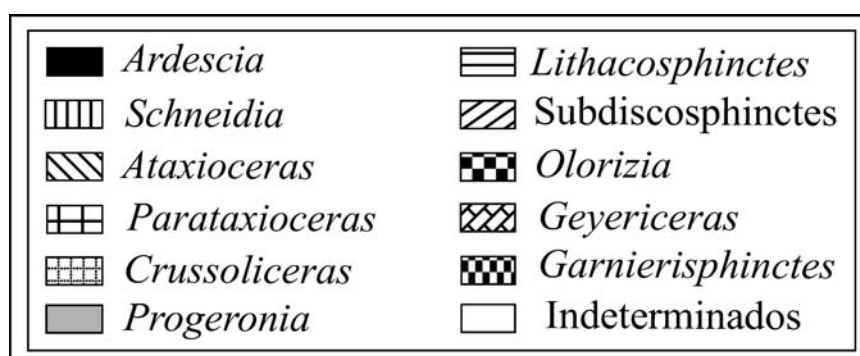 Ardescia
Schneidia
Ataxioceras
Parataxioceras
Crussoliceras
Progeronia
Lithacosphinctes
Subdiscosphinctes
Olorizia
Geyericeras
Garnierisphinctes
Indeterminados